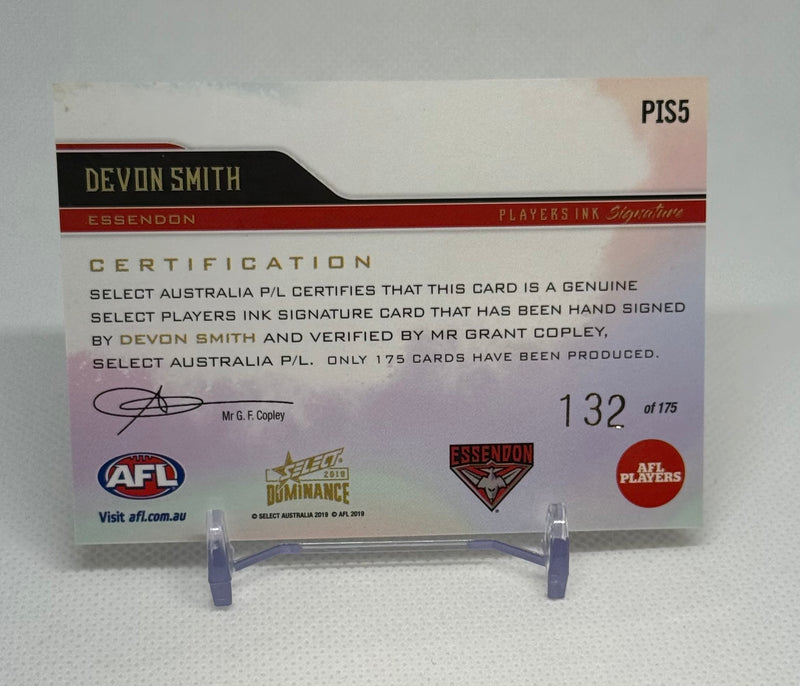 PIS5
DEVON SMITH
ESSENDON
PLAYERS INK Signature
CERTIFICATION
SELECT AUSTRALIA P/L CERTIFIES THAT THIS CARD IS A GENUINE
SELECT PLAYERS INK SIGNATURE CARD THAT HAS BEEN HAND SIGNED
BY DEVON SMITH AND VERIFIED BY MR GRANT COPLEY,
SELECT AUSTRALIA P/L. ONLY 175 CARDS HAVE BEEN PRODUCED.
Mr G. F. Copley
132 of 175
AFL
Visit afl.com.au
SELECT
2019
DOMINANCE
© SELECT AUSTRALIA 2019 © AFL 2019
ESSENDON
AFL
PLAYERS